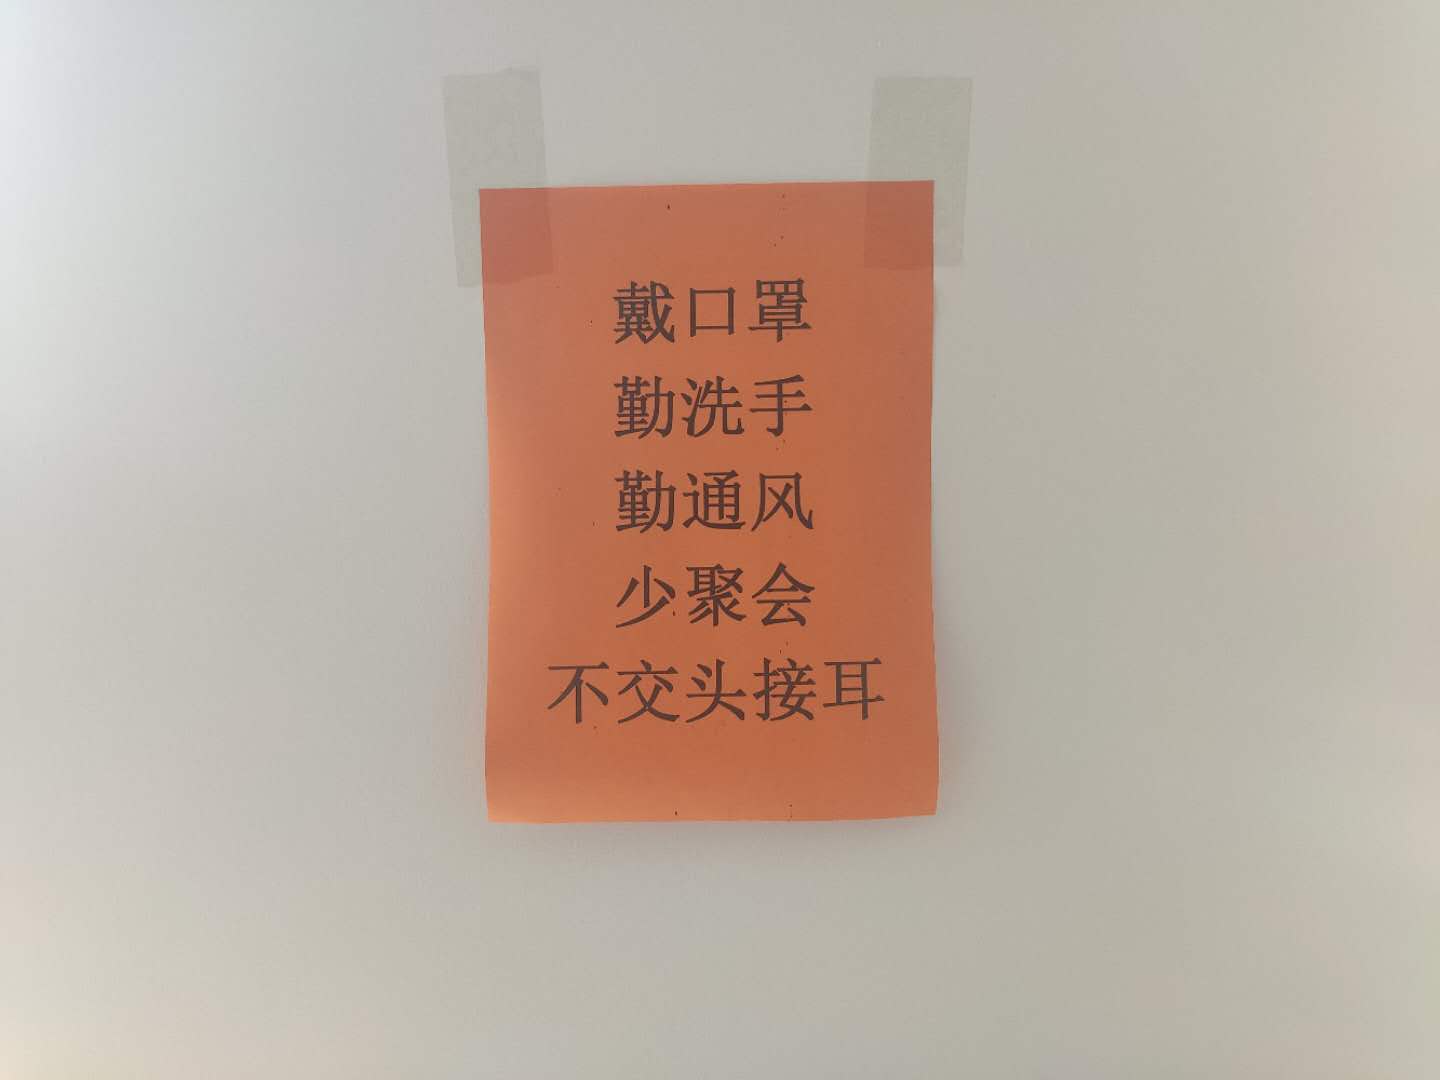 戴口罩
勤洗手
勤通风
少聚会
不交头接耳